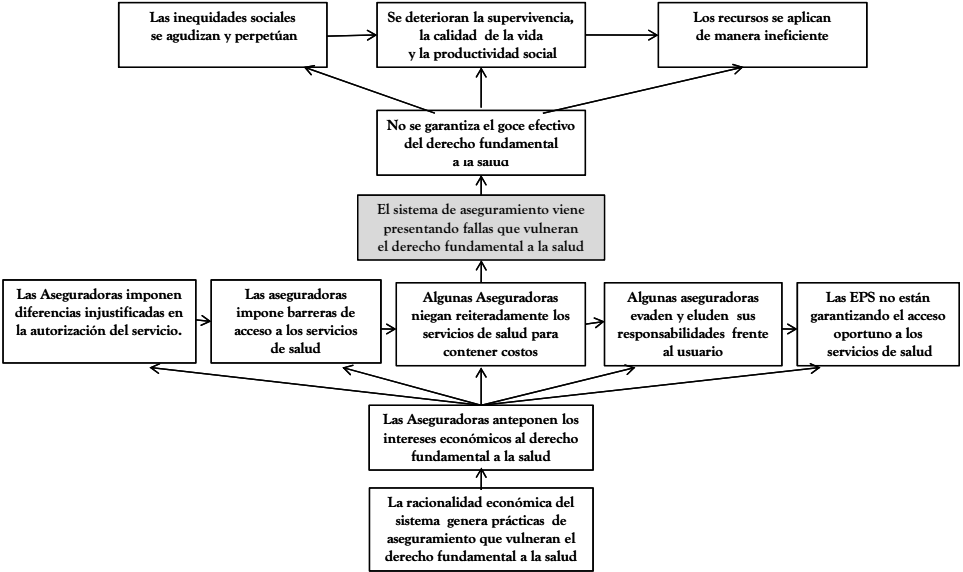 Las inequidades sociales
se agudizan y perpetúan
Se deterioran la supervivencia,
la calidad de la vida
y la productividad social
Los recursos se aplican
de manera ineficiente
No se garantiza el goce efectivo
del derecho fundamental
a la salud
El sistema de aseguramiento viene
presentando fallas que vulneran
el derecho fundamental a la salud
Las Aseguradoras imponen
diferencias injustificadas en
la autorización del servicio.
Las aseguradoras
impone barreras de
acceso a los servicios
de salud
Algunas Aseguradoras
niegan reiteradamente los
servicios de salud para
contener costos
Algunas aseguradoras
evaden y eluden sus
responsabilidades frente
al usuario
Las EPS no están
garantizando el acceso
oportuno a los
servicios de salud
Las Aseguradoras anteponen los
intereses económicos al derecho
fundamental a la salud
La racionalidad económica del
sistema genera prácticas de
aseguramiento que vulneran el
derecho fundamental a la salud